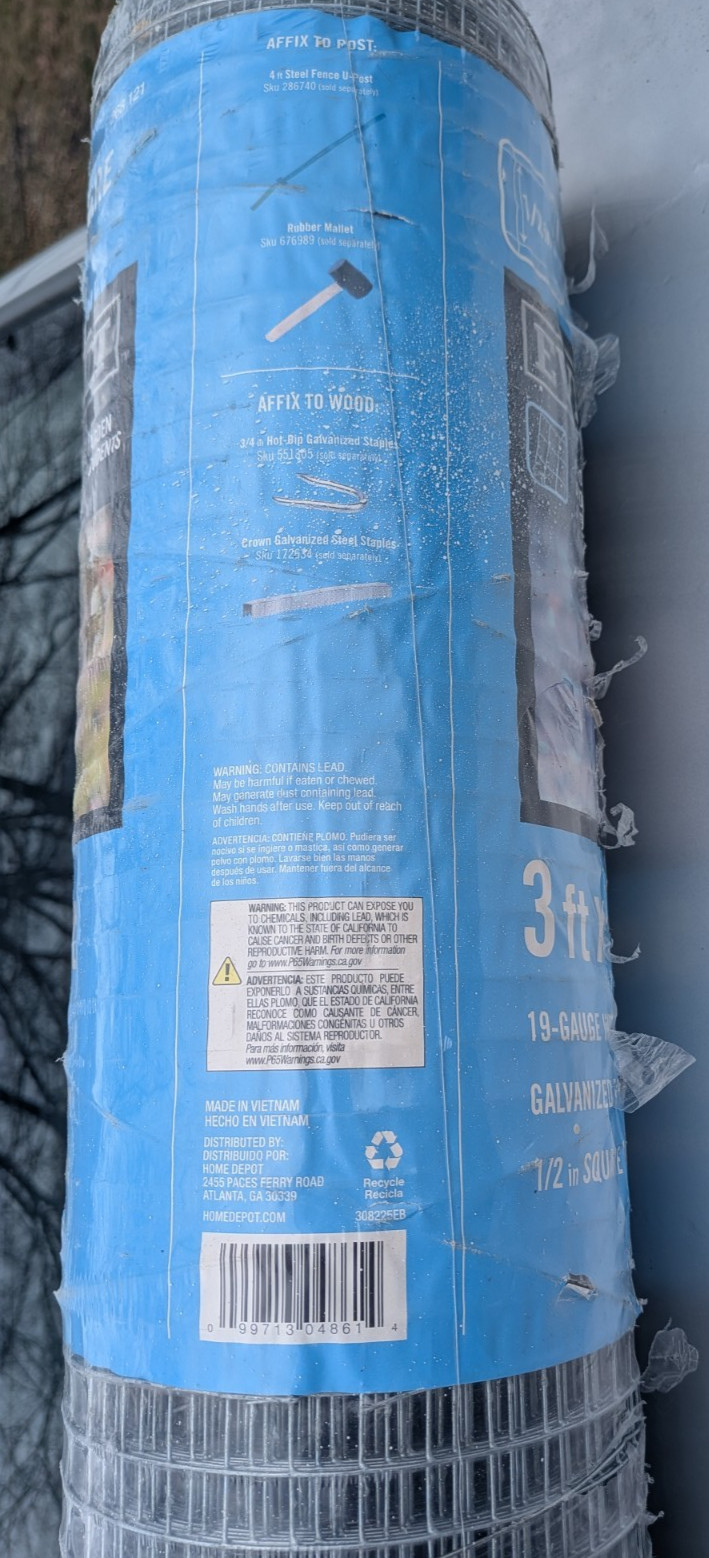 AFFIX TO POST:
4 ft Steel Fence U-Post
Sku 286740 (sold separately)
Rubber Mallet
Sku 676989 (sold separately)
AFFIX TO WOOD:
3/4 in Hot-Dip Galvanized Staples
Sku 551305 (sold separately)
Crown Galvanized Steel Staples
Sku 172534 (sold separately)
WARNING: CONTAINS LEAD.
May be harmful if eaten or chewed.
May generate dust containing lead.
Wash hands after use. Keep out of reach
of children.
ADVERTENCIA: CONTIENE PLOMO. Pudiera ser
nocivo si se ingiere o mastica, así como generar
polvo con plomo. Lavarse bien las manos
después de usar. Mantener fuera del alcance
de los niños.
WARNING: THIS PRODUCT CAN EXPOSE YOU
TO CHEMICALS, INCLUDING LEAD, WHICH IS
KNOWN TO THE STATE OF CALIFORNIA TO
CAUSE CANCER AND BIRTH DEFECTS OR OTHER
REPRODUCTIVE HARM. For more information
go to www.P65Warnings.ca.gov
ADVERTENCIA: ESTE PRODUCTO PUEDE
EXPONERLO A SUSTANCIAS QUÍMICAS, ENTRE
ELLAS PLOMO, QUE EL ESTADO DE CALIFORNIA
RECONOCE COMO CAUSANTE DE CÁNCER,
MALFORMACIONES CONGÉNITAS U OTROS
DAÑOS AL SISTEMA REPRODUCTOR.
Para más información, visita
www.P65Warnings.ca.gov
MADE IN VIETNAM
HECHO EN VIETNAM
DISTRIBUTED BY:
DISTRIBUIDO POR:
HOME DEPOT
2455 PACES FERRY ROAD
ATLANTA, GA 30339
HOMEDEPOT.COM
Recycle
Recicla
308225EB
0 99713 04861 4
3 ft
19-GAUGE
GALVANIZED
1/2 in SQUARE